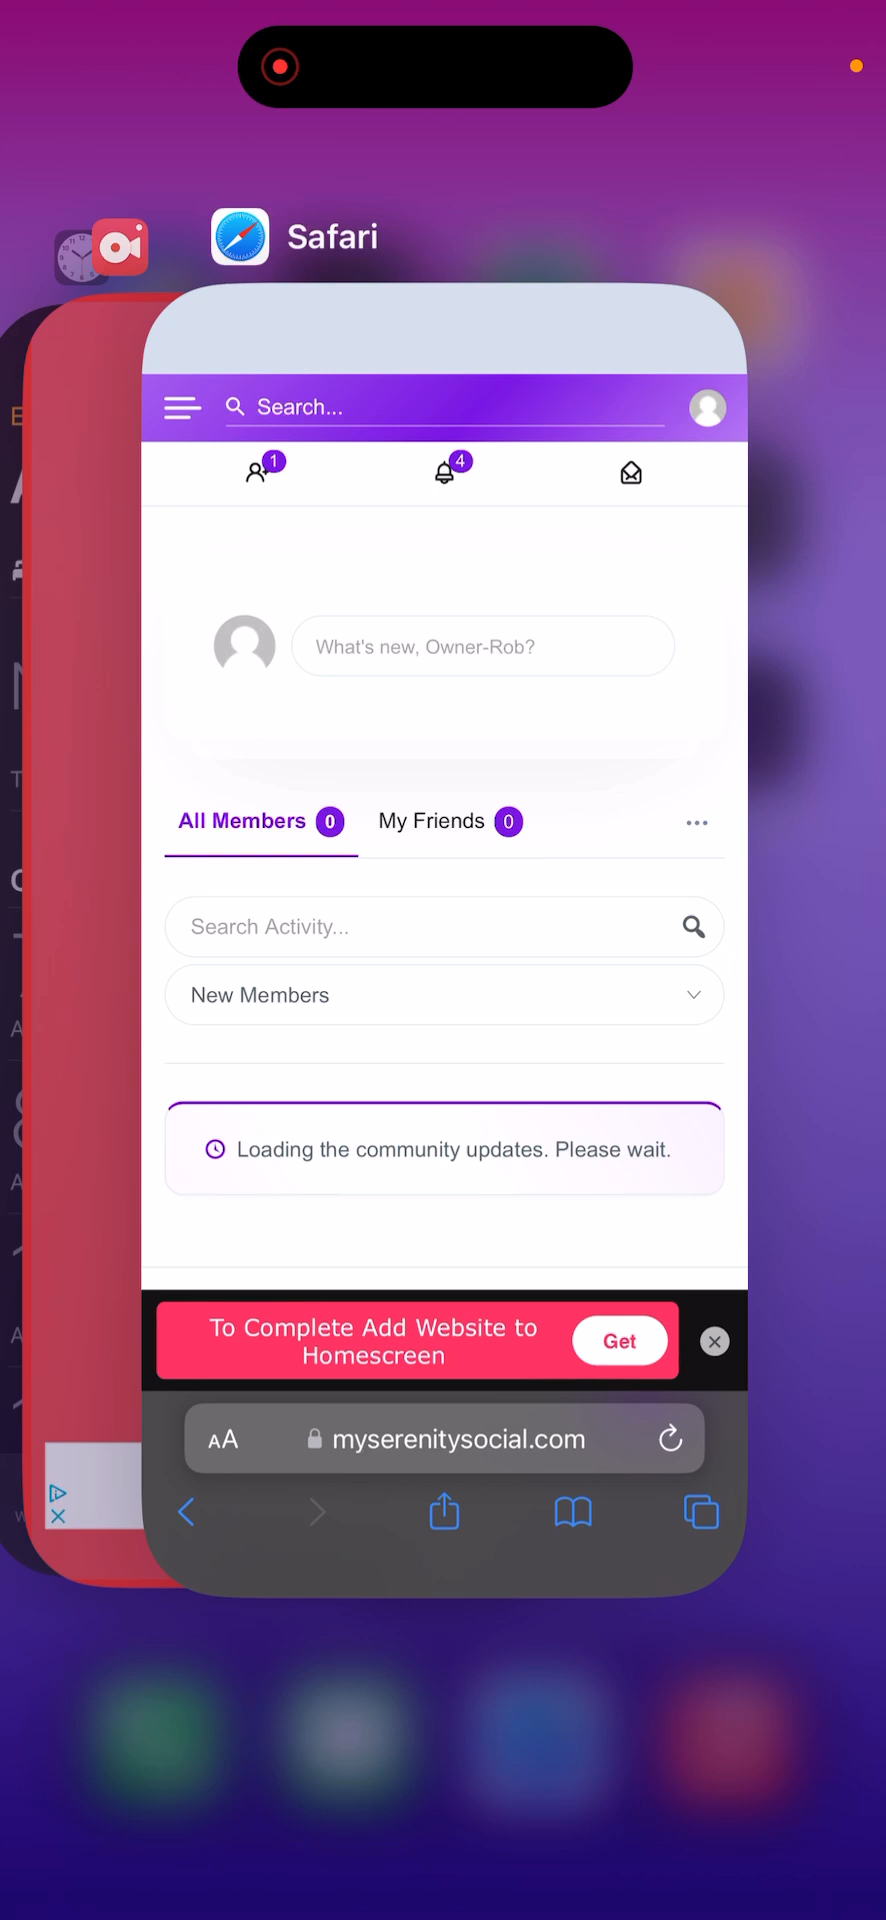 Safari
Search...
1
4
What's new, Owner-Rob?
All Members 0 My Friends 0
Search Activity...
New Members
Loading the community updates. Please wait.
To Complete Add Website to
Homescreen
Get
AA myserenitysocial.com